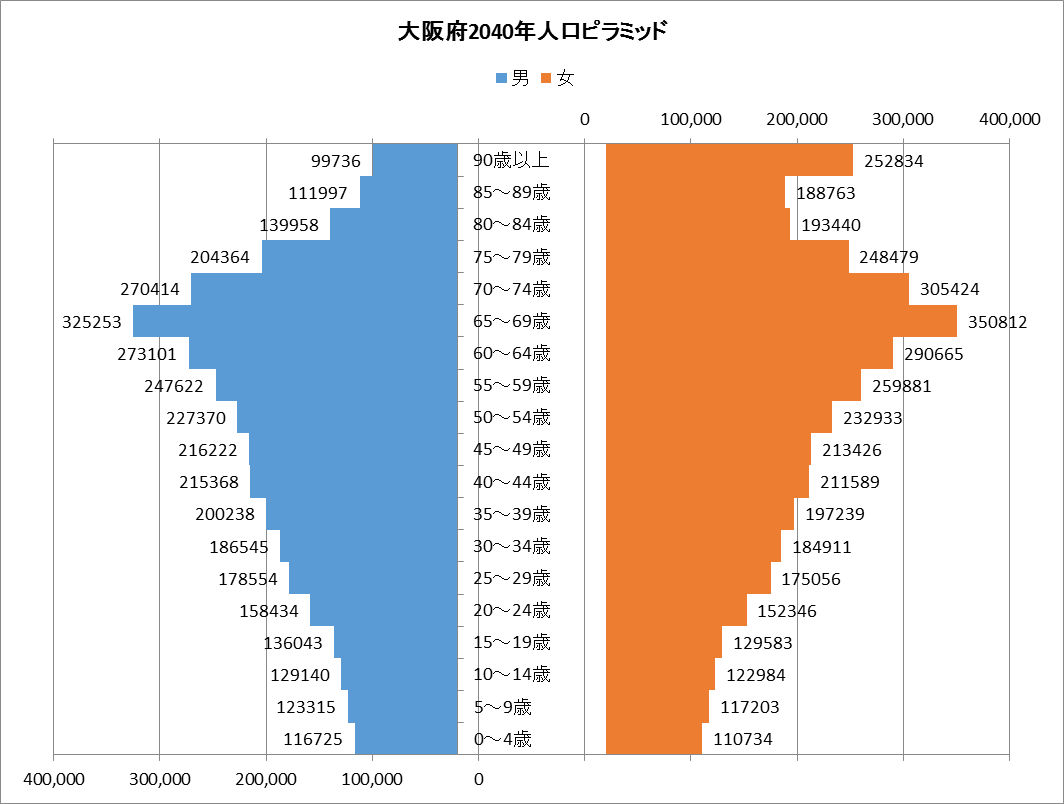 大阪府2040年人口ピラミッド
男 女
0 100,000 200,000 300,000 400,000
99736 90歳以上 252834
111997 85～89歳 188763
139958 80～84歳 193440
204364 75～79歳 248479
270414 70～74歳 305424
325253 65～69歳 350812
273101 60～64歳 290665
247622 55～59歳 259881
227370 50～54歳 232933
216222 45～49歳 213426
215368 40～44歳 211589
200238 35～39歳 197239
186545 30～34歳 184911
178554 25～29歳 175056
158434 20～24歳 152346
136043 15～19歳 129583
129140 10～14歳 122984
123315 5～9歳 117203
116725 0～4歳 110734
400,000 300,000 200,000 100,000 0